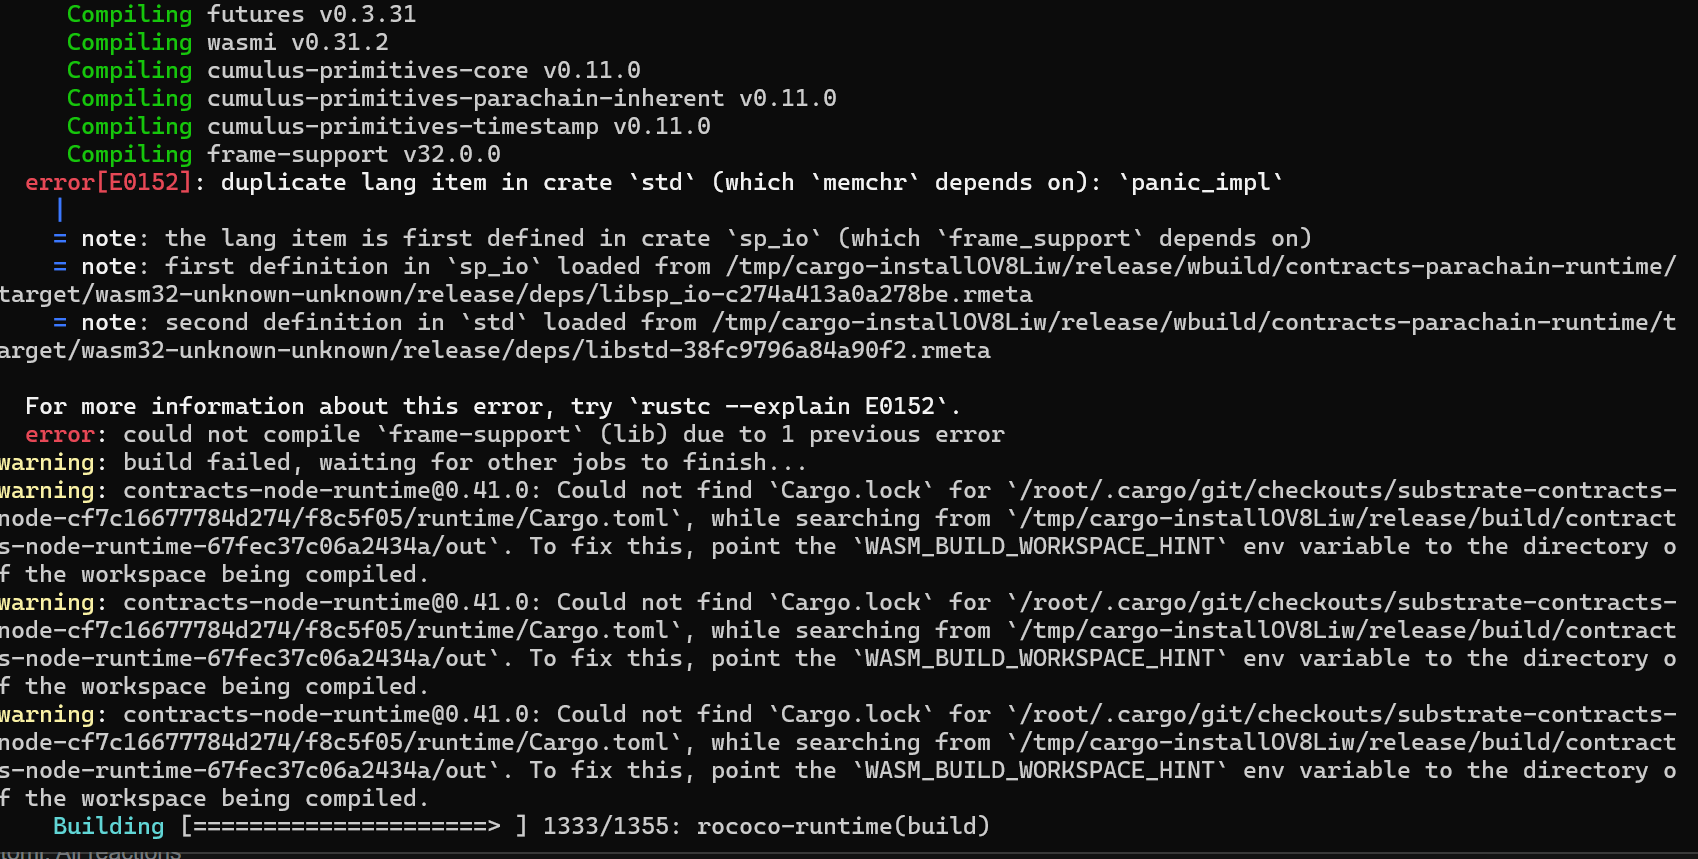 Compiling futures v0.3.31
Compiling wasmi v0.31.2
Compiling cumulus-primitives-core v0.11.0
Compiling cumulus-primitives-parachain-inherent v0.11.0
Compiling cumulus-primitives-timestamp v0.11.0
Compiling frame-support v32.0.0
error[E0152]: duplicate lang item in crate `std` (which `memchr` depends on): `panic_impl`
|
= note: the lang item is first defined in crate `sp_io` (which `frame_support` depends on)
= note: first definition in `sp_io` loaded from /tmp/cargo-installOV8Liw/release/wbuild/contracts-parachain-runtime/
target/wasm32-unknown-unknown/release/deps/libsp_io-c274a413a0a278be.rmeta
= note: second definition in `std` loaded from /tmp/cargo-installOV8Liw/release/wbuild/contracts-parachain-runtime/t
arget/wasm32-unknown-unknown/release/deps/libstd-38fc9796a84a90f2.rmeta
For more information about this error, try `rustc --explain E0152`.
error: could not compile `frame-support` (lib) due to 1 previous error
warning: build failed, waiting for other jobs to finish...
warning: contracts-node-runtime@0.41.0: Could not find `Cargo.lock` for `/root/.cargo/git/checkouts/substrate-contracts-
node-cf7c16677784d274/f8c5f05/runtime/Cargo.toml`, while searching from `/tmp/cargo-installOV8Liw/release/build/contract
s-node-runtime-67fec37c06a2434a/out`. To fix this, point the `WASM_BUILD_WORKSPACE_HINT` env variable to the directory o
f the workspace being compiled.
warning: contracts-node-runtime@0.41.0: Could not find `Cargo.lock` for `/root/.cargo/git/checkouts/substrate-contracts-
node-cf7c16677784d274/f8c5f05/runtime/Cargo.toml`, while searching from `/tmp/cargo-installOV8Liw/release/build/contract
s-node-runtime-67fec37c06a2434a/out`. To fix this, point the `WASM_BUILD_WORKSPACE_HINT` env variable to the directory o
f the workspace being compiled.
warning: contracts-node-runtime@0.41.0: Could not find `Cargo.lock` for `/root/.cargo/git/checkouts/substrate-contracts-
node-cf7c16677784d274/f8c5f05/runtime/Cargo.toml`, while searching from `/tmp/cargo-installOV8Liw/release/build/contract
s-node-runtime-67fec37c06a2434a/out`. To fix this, point the `WASM_BUILD_WORKSPACE_HINT` env variable to the directory o
f the workspace being compiled.
Building [=====================> ] 1333/1355: rococo-runtime(build)
All reactions